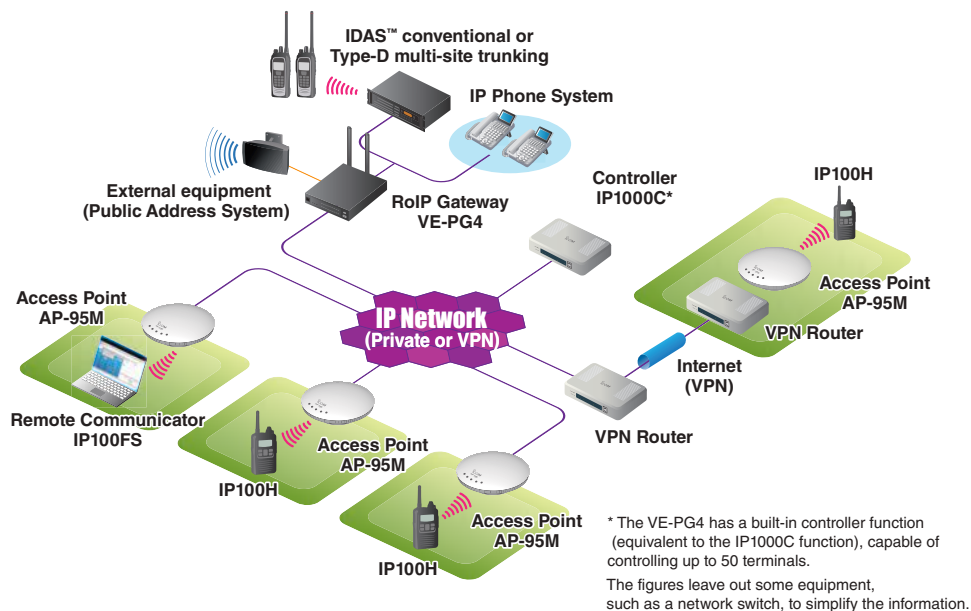 IDAS™ conventional or
Type-D multi-site trunking
IP Phone System
External equipment
(Public Address System)
RoIP Gateway
VE-PG4
Controller
IP1000C*
IP100H
Access Point
AP-95M
VPN Router
Access Point
AP-95M
IP Network
(Private or VPN)
Internet
(VPN)
VPN Router
Remote Communicator
IP100FS
Access Point
AP-95M
IP100H
Access Point
AP-95M
IP100H
* The VE-PG4 has a built-in controller function
(equivalent to the IP1000C function), capable of
controlling up to 50 terminals.
The figures leave out some equipment,
such as a network switch, to simplify the information.